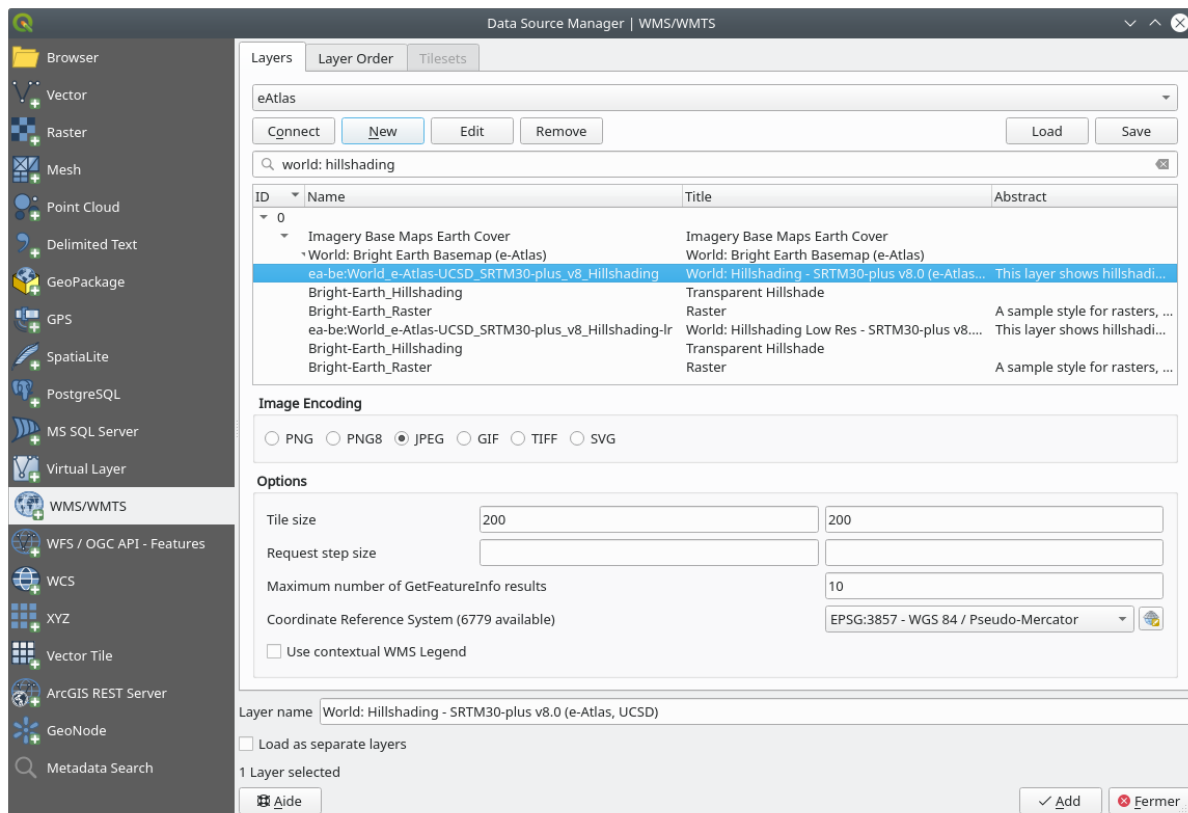 Data Source Manager | WMS/WMTS
Browser
Vector
Raster
Mesh
Point Cloud
Delimited Text
GeoPackage
GPS
SpatiaLite
PostgreSQL
MS SQL Server
Virtual Layer
WMS/WMTS
WFS / OGC API - Features
WCS
XYZ
Vector Tile
ArcGIS REST Server
GeoNode
Metadata Search
Layers Layer Order Tilesets
eAtlas
Connect New Edit Remove Load Save
world: hillshading
ID Name Title Abstract
0
Imagery Base Maps Earth Cover Imagery Base Maps Earth Cover
World: Bright Earth Basemap (e-Atlas) World: Bright Earth Basemap (e-Atlas)
ea-be:World_e-Atlas-UCSD_SRTM30-plus_v8_Hillshading World: Hillshading - SRTM30-plus v8.0 (e-Atlas... This layer shows hillshadi...
Bright-Earth_Hillshading Transparent Hillshade
Bright-Earth_Raster Raster A sample style for rasters, ...
ea-be:World_e-Atlas-UCSD_SRTM30-plus_v8_Hillshading-lr World: Hillshading Low Res - SRTM30-plus v8.... This layer shows hillshadi...
Bright-Earth_Hillshading Transparent Hillshade
Bright-Earth_Raster Raster A sample style for rasters, ...
Image Encoding
PNG PNG8 JPEG GIF TIFF SVG
Options
Tile size 200 200
Request step size
Maximum number of GetFeatureInfo results 10
Coordinate Reference System (6779 available) EPSG:3857 - WGS 84 / Pseudo-Mercator
Use contextual WMS Legend
Layer name World: Hillshading - SRTM30-plus v8.0 (e-Atlas, UCSD)
Load as separate layers
1 Layer selected
Aide Add Fermer